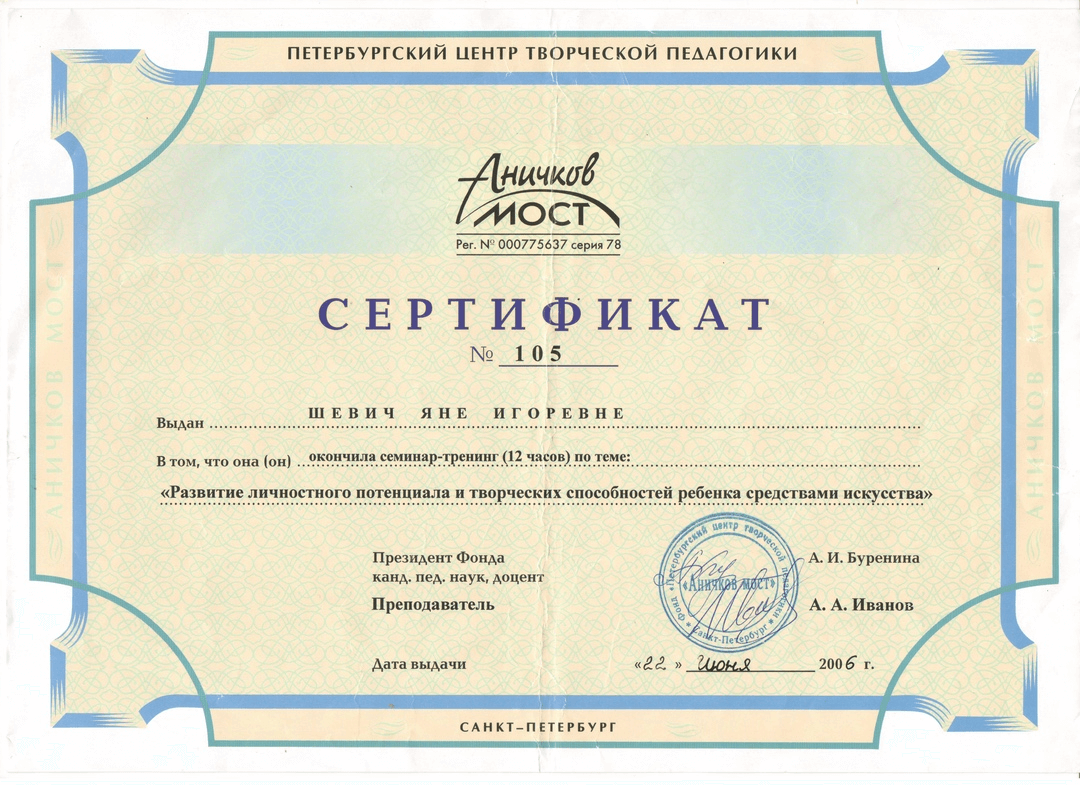 ПЕТЕРБУРГСКИЙ ЦЕНТР ТВОРЧЕСКОЙ ПЕДАГОГИКИ
Аничков
МОСТ
Рег. № 000775637 серия 78
СЕРТИФИКАТ
№ 105
Выдан ШЕВИЧ ЯНЕ ИГОРЕВНЕ
В том, что она (он) окончила семинар-тренинг (12 часов) по теме:
«Развитие личностного потенциала и творческих способностей ребенка средствами искусства»
Президент Фонда А. И. Буренина
канд. пед. наук, доцент
Преподаватель А. А. Иванов
Фонд «Петербургский центр творческой педагогики
«Аничков мост»
Санкт-Петербург
Дата выдачи «22 » Июня 2006 г.
САНКТ–ПЕТЕРБУРГ
АНИЧКОВ МОСТ
АНИЧКОВ МОСТ